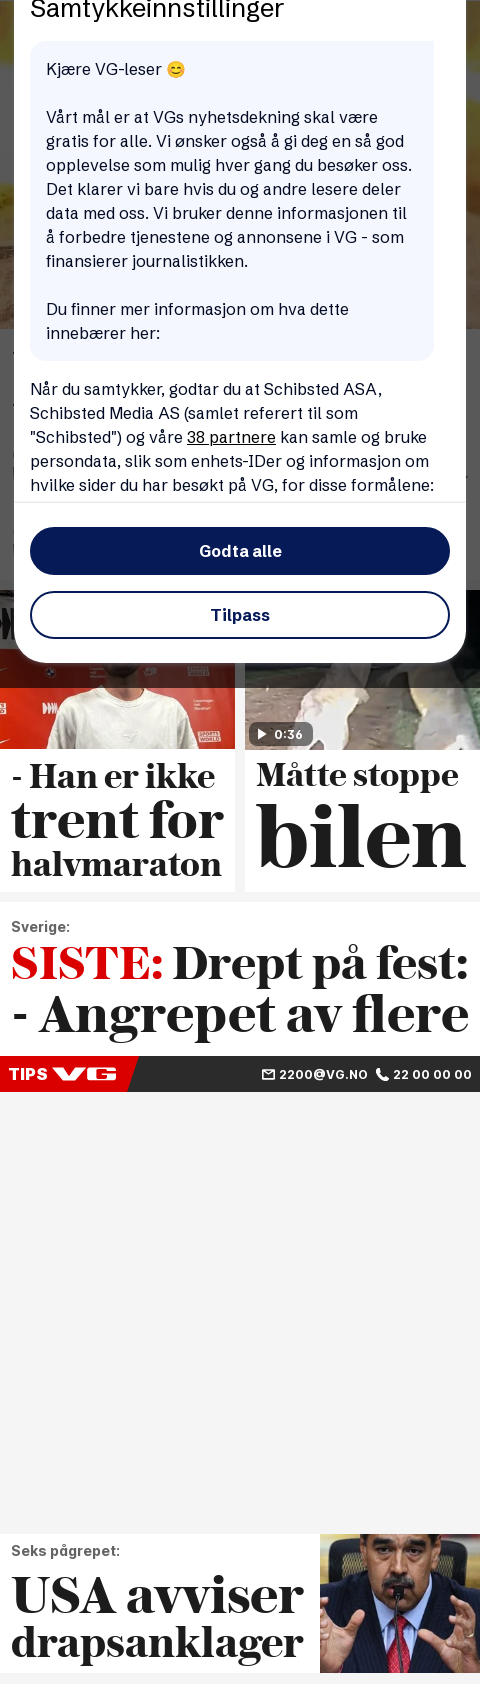 Samtykkeinnstillinger
Kjære VG-leser 😊
Vårt mål er at VGs nyhetsdekning skal være
gratis for alle. Vi ønsker også å gi deg en så god
opplevelse som mulig hver gang du besøker oss.
Det klarer vi bare hvis du og andre lesere deler
data med oss. Vi bruker denne informasjonen til
å forbedre tjenestene og annonsene i VG - som
finansierer journalistikken.
Du finner mer informasjon om hva dette
innebærer her:
Når du samtykker, godtar du at Schibsted ASA,
Schibsted Media AS (samlet referert til som
"Schibsted") og våre 38 partnere kan samle og bruke
persondata, slik som enhets-IDer og informasjon om
hvilke sider du har besøkt på VG, for disse formålene:
Godta alle
Tilpass
0:36
- Han er ikke
trent for
halvmaraton
Måtte stoppe
bilen
Sverige:
SISTE: Drept på fest:
- Angrepet av flere
TIPS VG
2200@VG.NO 22 00 00 00
Seks pågrepet:
USA avviser
drapsanklager